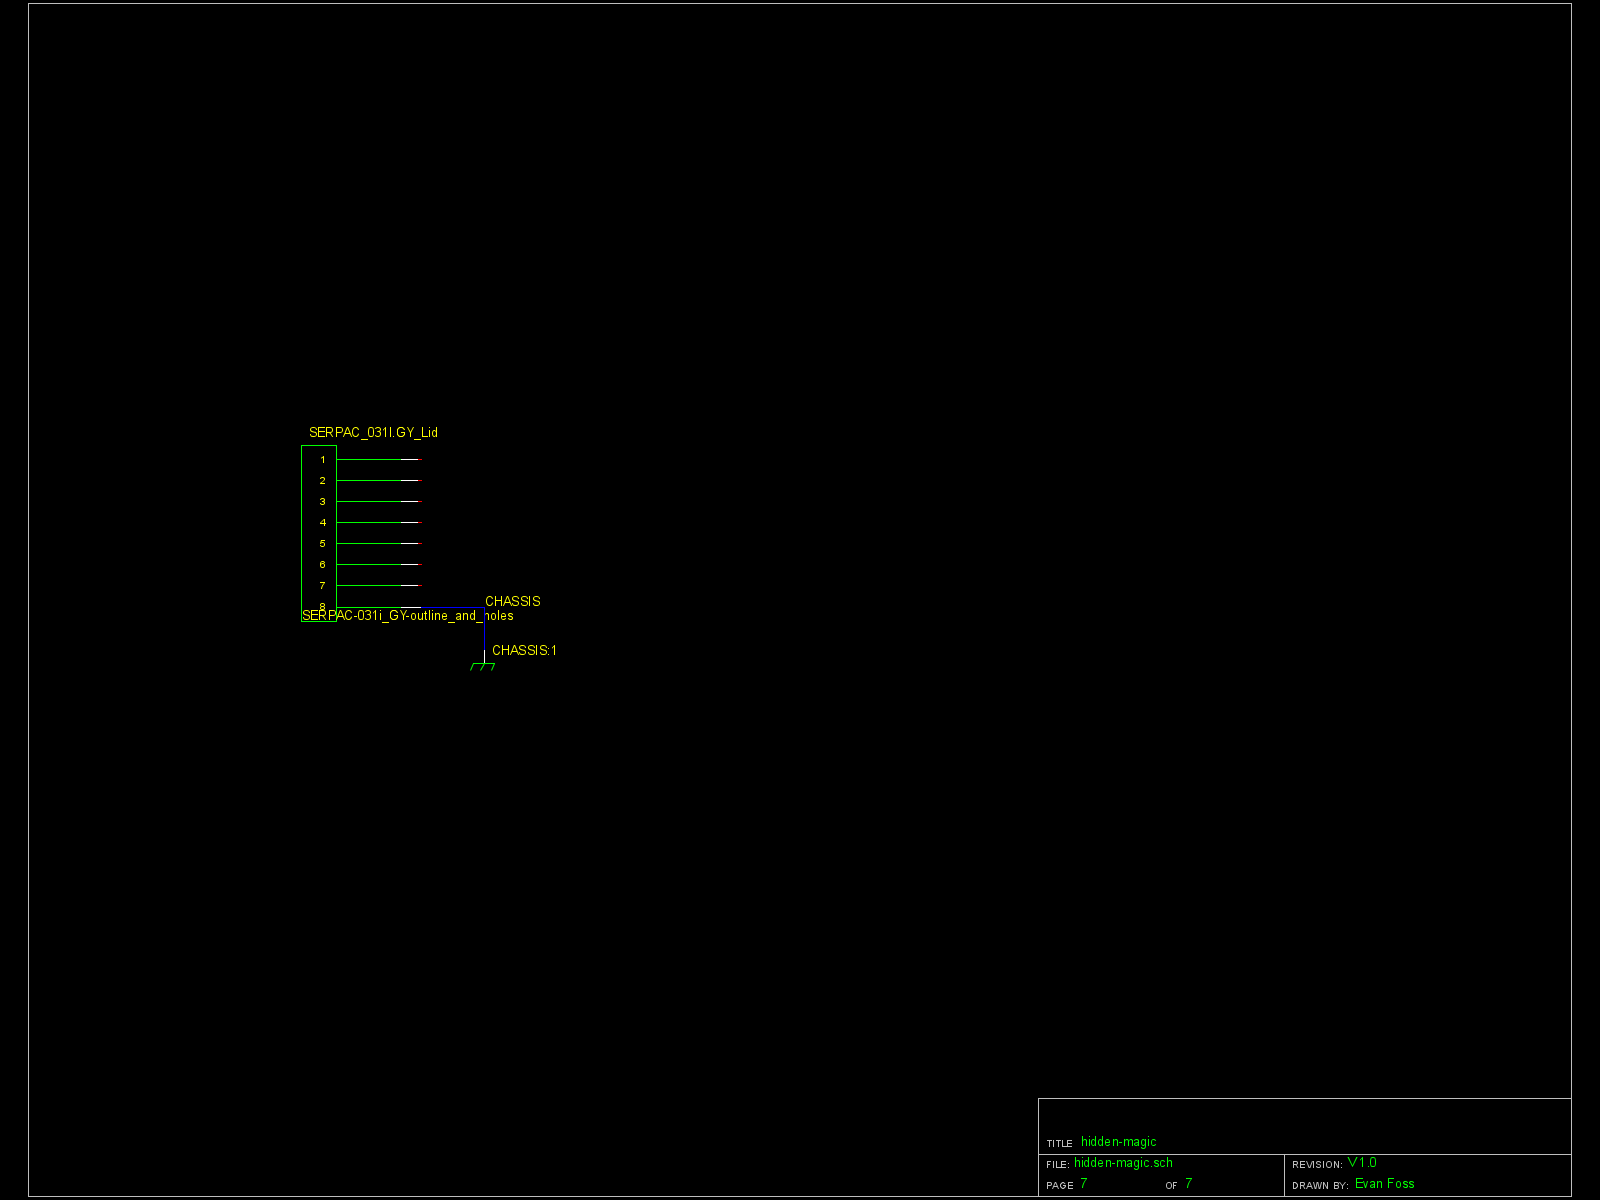 SERPAC_031I.GY_Lid
1
2
3
4
5
6
7
8
CHASSIS
SERPAC-031i_GY-outline_and_holes
CHASSIS:1
TITLE hidden-magic
FILE: hidden-magic.sch
REVISION: V1.0
PAGE 7 OF 7
DRAWN BY: Evan Foss